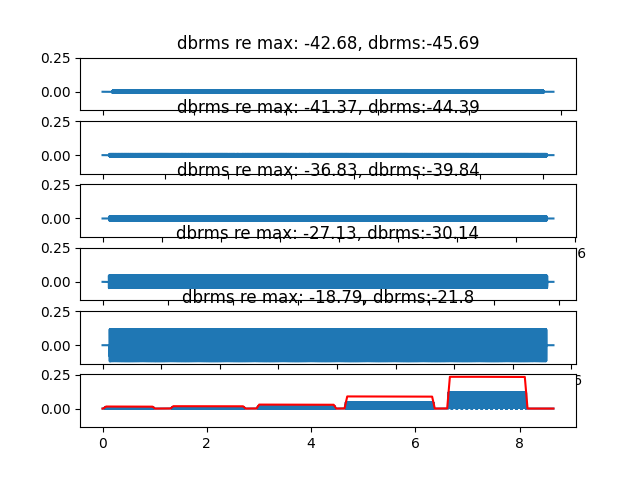 dbrms re max: -42.68, dbrms:-45.69
0.25
0.00
dbrms re max: -41.37, dbrms:-44.39
0.25
0.00
dbrms re max: -36.83, dbrms:-39.84
0.25
0.00
6
dbrms re max: -27.13, dbrms:-30.14
0.25
0.00
dbrms re max: -18.79, dbrms:-21.8
0.25
0.00
0.25
0.00
0 2 4 6 8